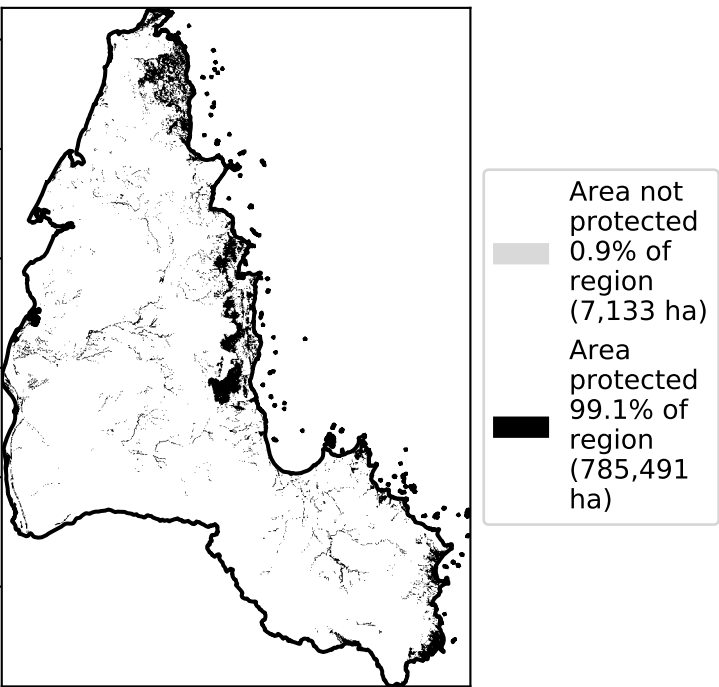 Area not
protected
0.9% of
region
(7,133 ha)
Area
protected
99.1% of
region
(785,491
ha)